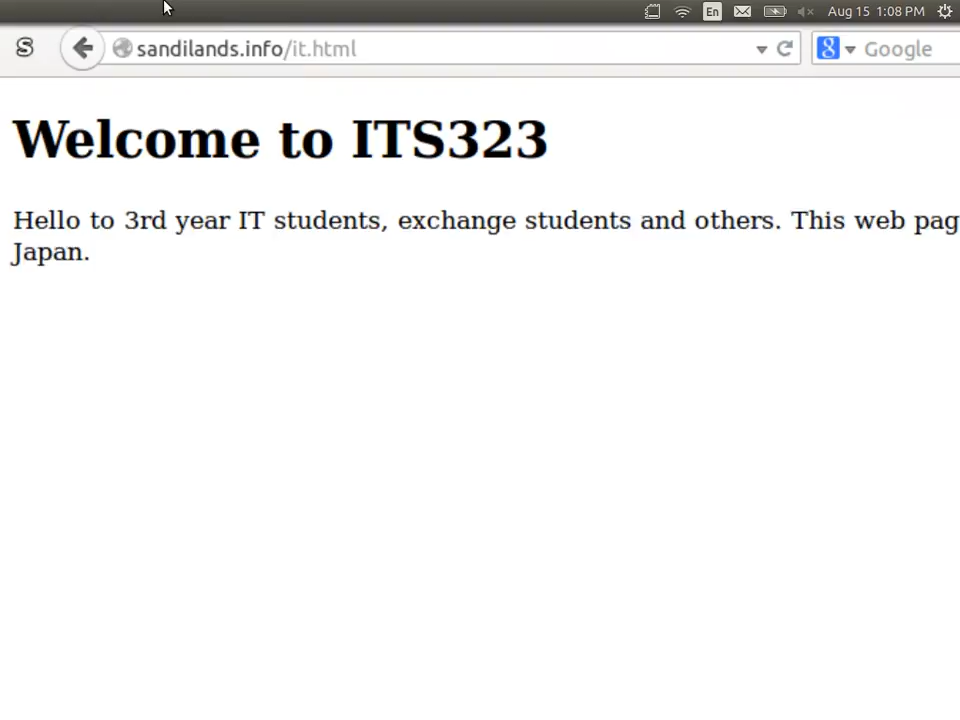 En Aug 15 1:08 PM
S sandilands.info/it.html 8 Google
Welcome to ITS323
Hello to 3rd year IT students, exchange students and others. This web pag
Japan.